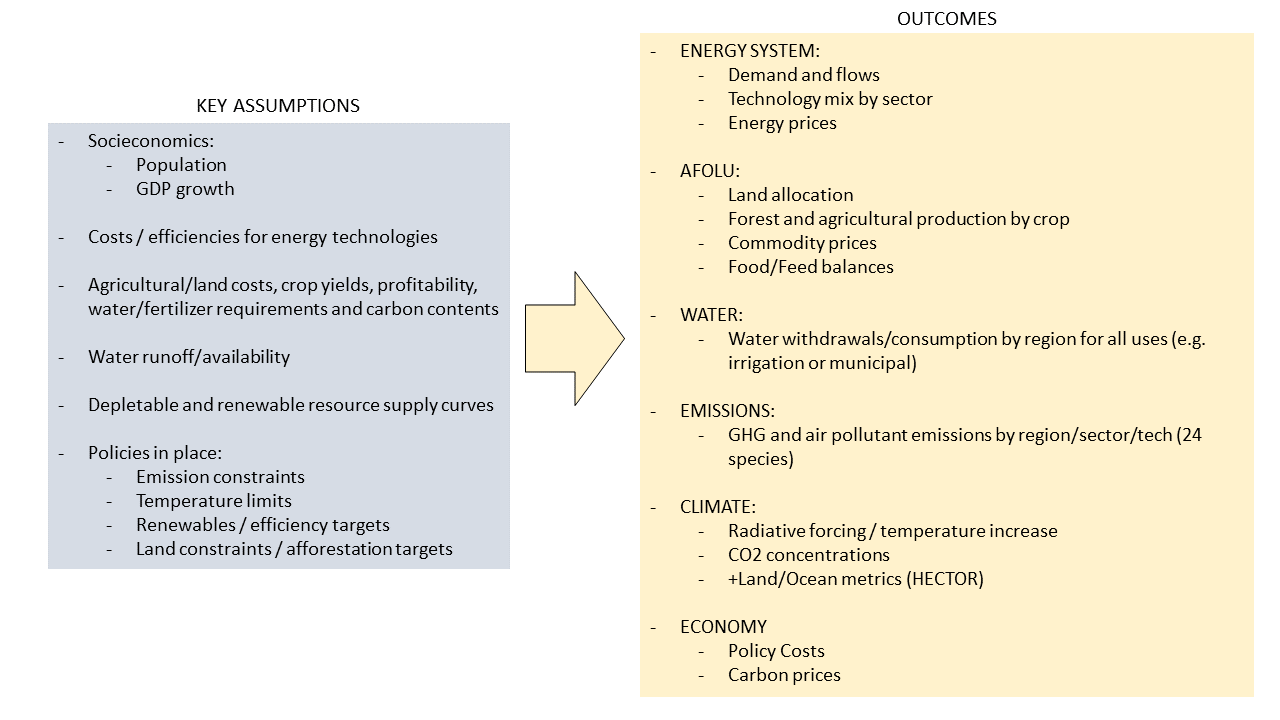 KEY ASSUMPTIONS
- Socieconomics:
- Population
- GDP growth
- Costs / efficiencies for energy technologies
- Agricultural/land costs, crop yields, profitability,
water/fertilizer requirements and carbon contents
- Water runoff/availability
- Depletable and renewable resource supply curves
- Policies in place:
- Emission constraints
- Temperature limits
- Renewables / efficiency targets
- Land constraints / afforestation targets
OUTCOMES
- ENERGY SYSTEM:
- Demand and flows
- Technology mix by sector
- Energy prices
- AFOLU:
- Land allocation
- Forest and agricultural production by crop
- Commodity prices
- Food/Feed balances
- WATER:
- Water withdrawals/consumption by region for all uses (e.g.
irrigation or municipal)
- EMISSIONS:
- GHG and air pollutant emissions by region/sector/tech (24
species)
- CLIMATE:
- Radiative forcing / temperature increase
- CO2 concentrations
- +Land/Ocean metrics (HECTOR)
- ECONOMY
- Policy Costs
- Carbon prices